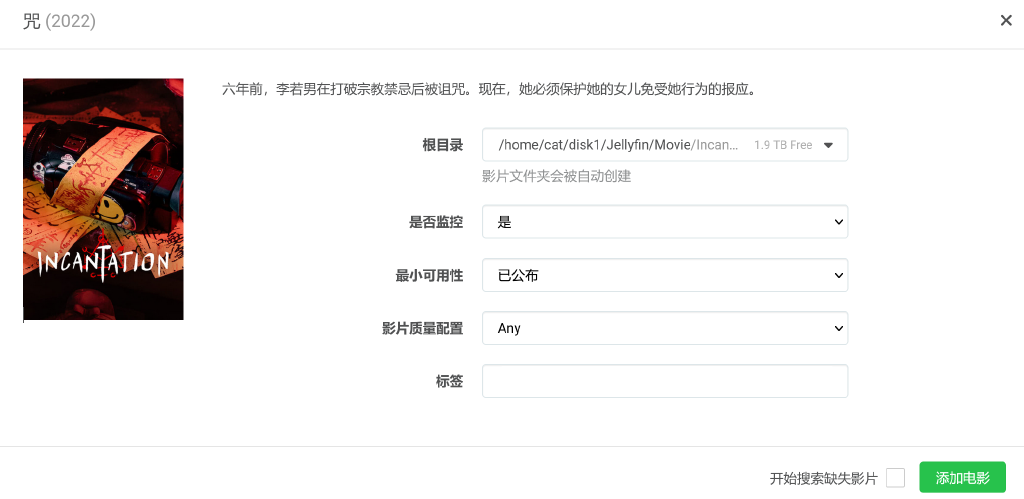 咒 (2022)
六年前，李若男在打破宗教禁忌后被诅咒。现在，她必须保护她的女儿免受她行为的报应。
INCANTATION
根目录 /home/cat/disk1/Jellyfin/Movie/Incan... 1.9 TB Free
影片文件夹会被自动创建
是否监控 是
最小可用性 已公布
影片质量配置 Any
标签
开始搜索缺失影片 添加电影